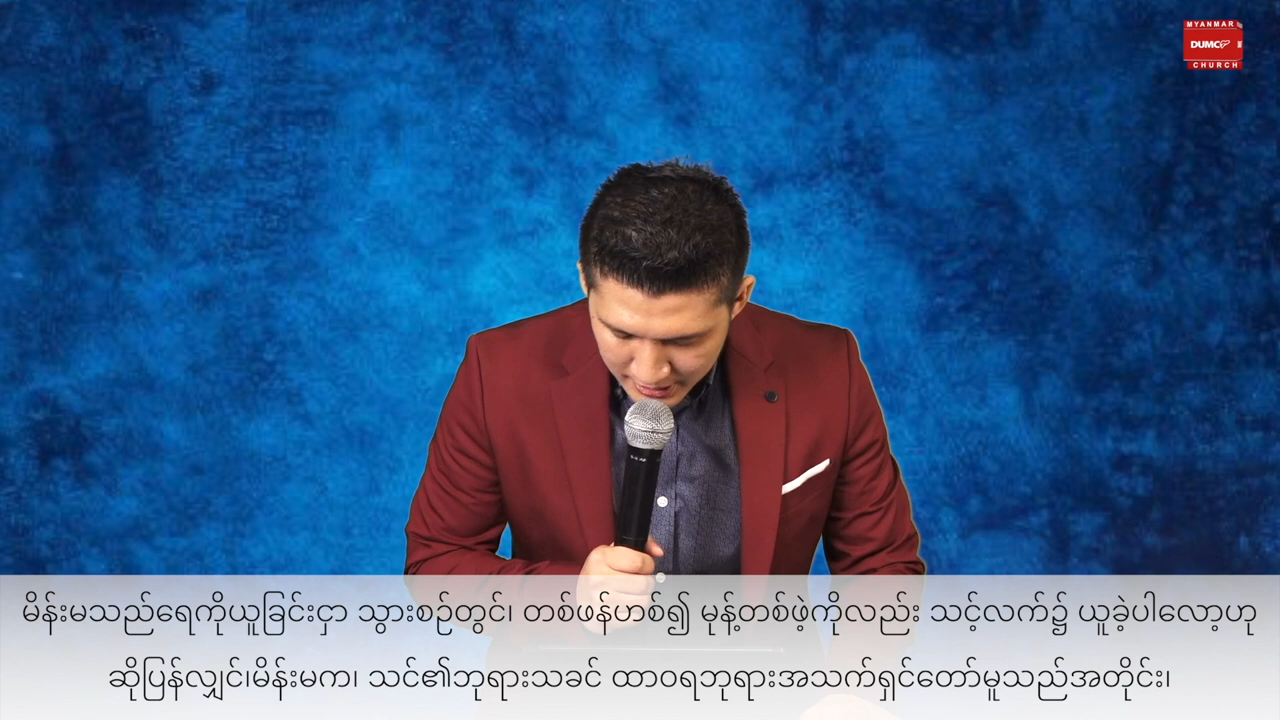 MYANMAR
DUMC
CHURCH
မိန်းမသည်ရေကိုယူခြင်းငှာ သွားစဉ်တွင်၊ တစ်ဖန်ဟစ်၍ မုန့်တစ်ဖဲ့ကိုလည်း သင့်လက်၌ ယူခဲ့ပါလော့ဟု
ဆိုပြန်လျှင်၊မိန်းမက၊ သင်၏ဘုရားသခင် ထာဝရဘုရားအသက်ရှင်တော်မူသည်အတိုင်း၊